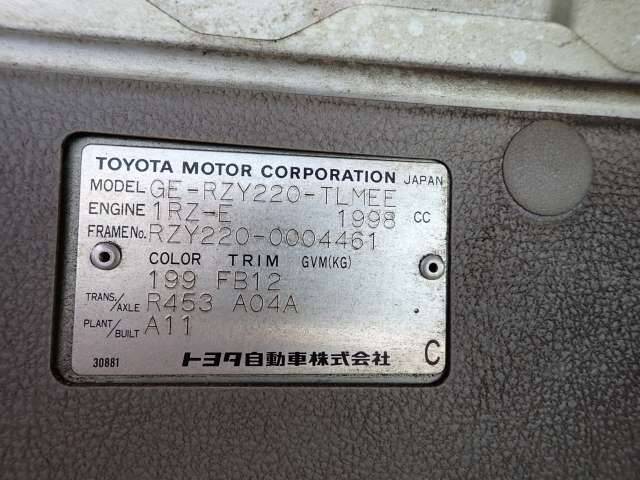 TOYOTA MOTOR CORPORATION JAPAN
MODEL GE-RZY220-TLMEE
ENGINE 1RZ-E 1998 CC
FRAME No. RZY220-0004461
COLOR TRIM GVM(KG)
199 FB12
TRANS./AXLE R453 A04A
PLANT/BUILT A11
30881 トヨタ自動車株式会社 C